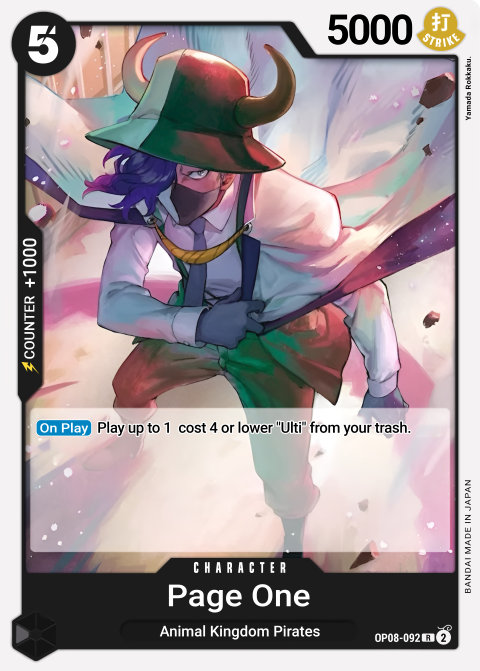 5
5000
打
STRIKE
Yamada Rokkaku.
COUNTER +1000
On Play Play up to 1 cost 4 or lower "Ulti" from your trash.
BANDAI MADE IN JAPAN
CHARACTER
Page One
Animal Kingdom Pirates
OP08-092 R 2